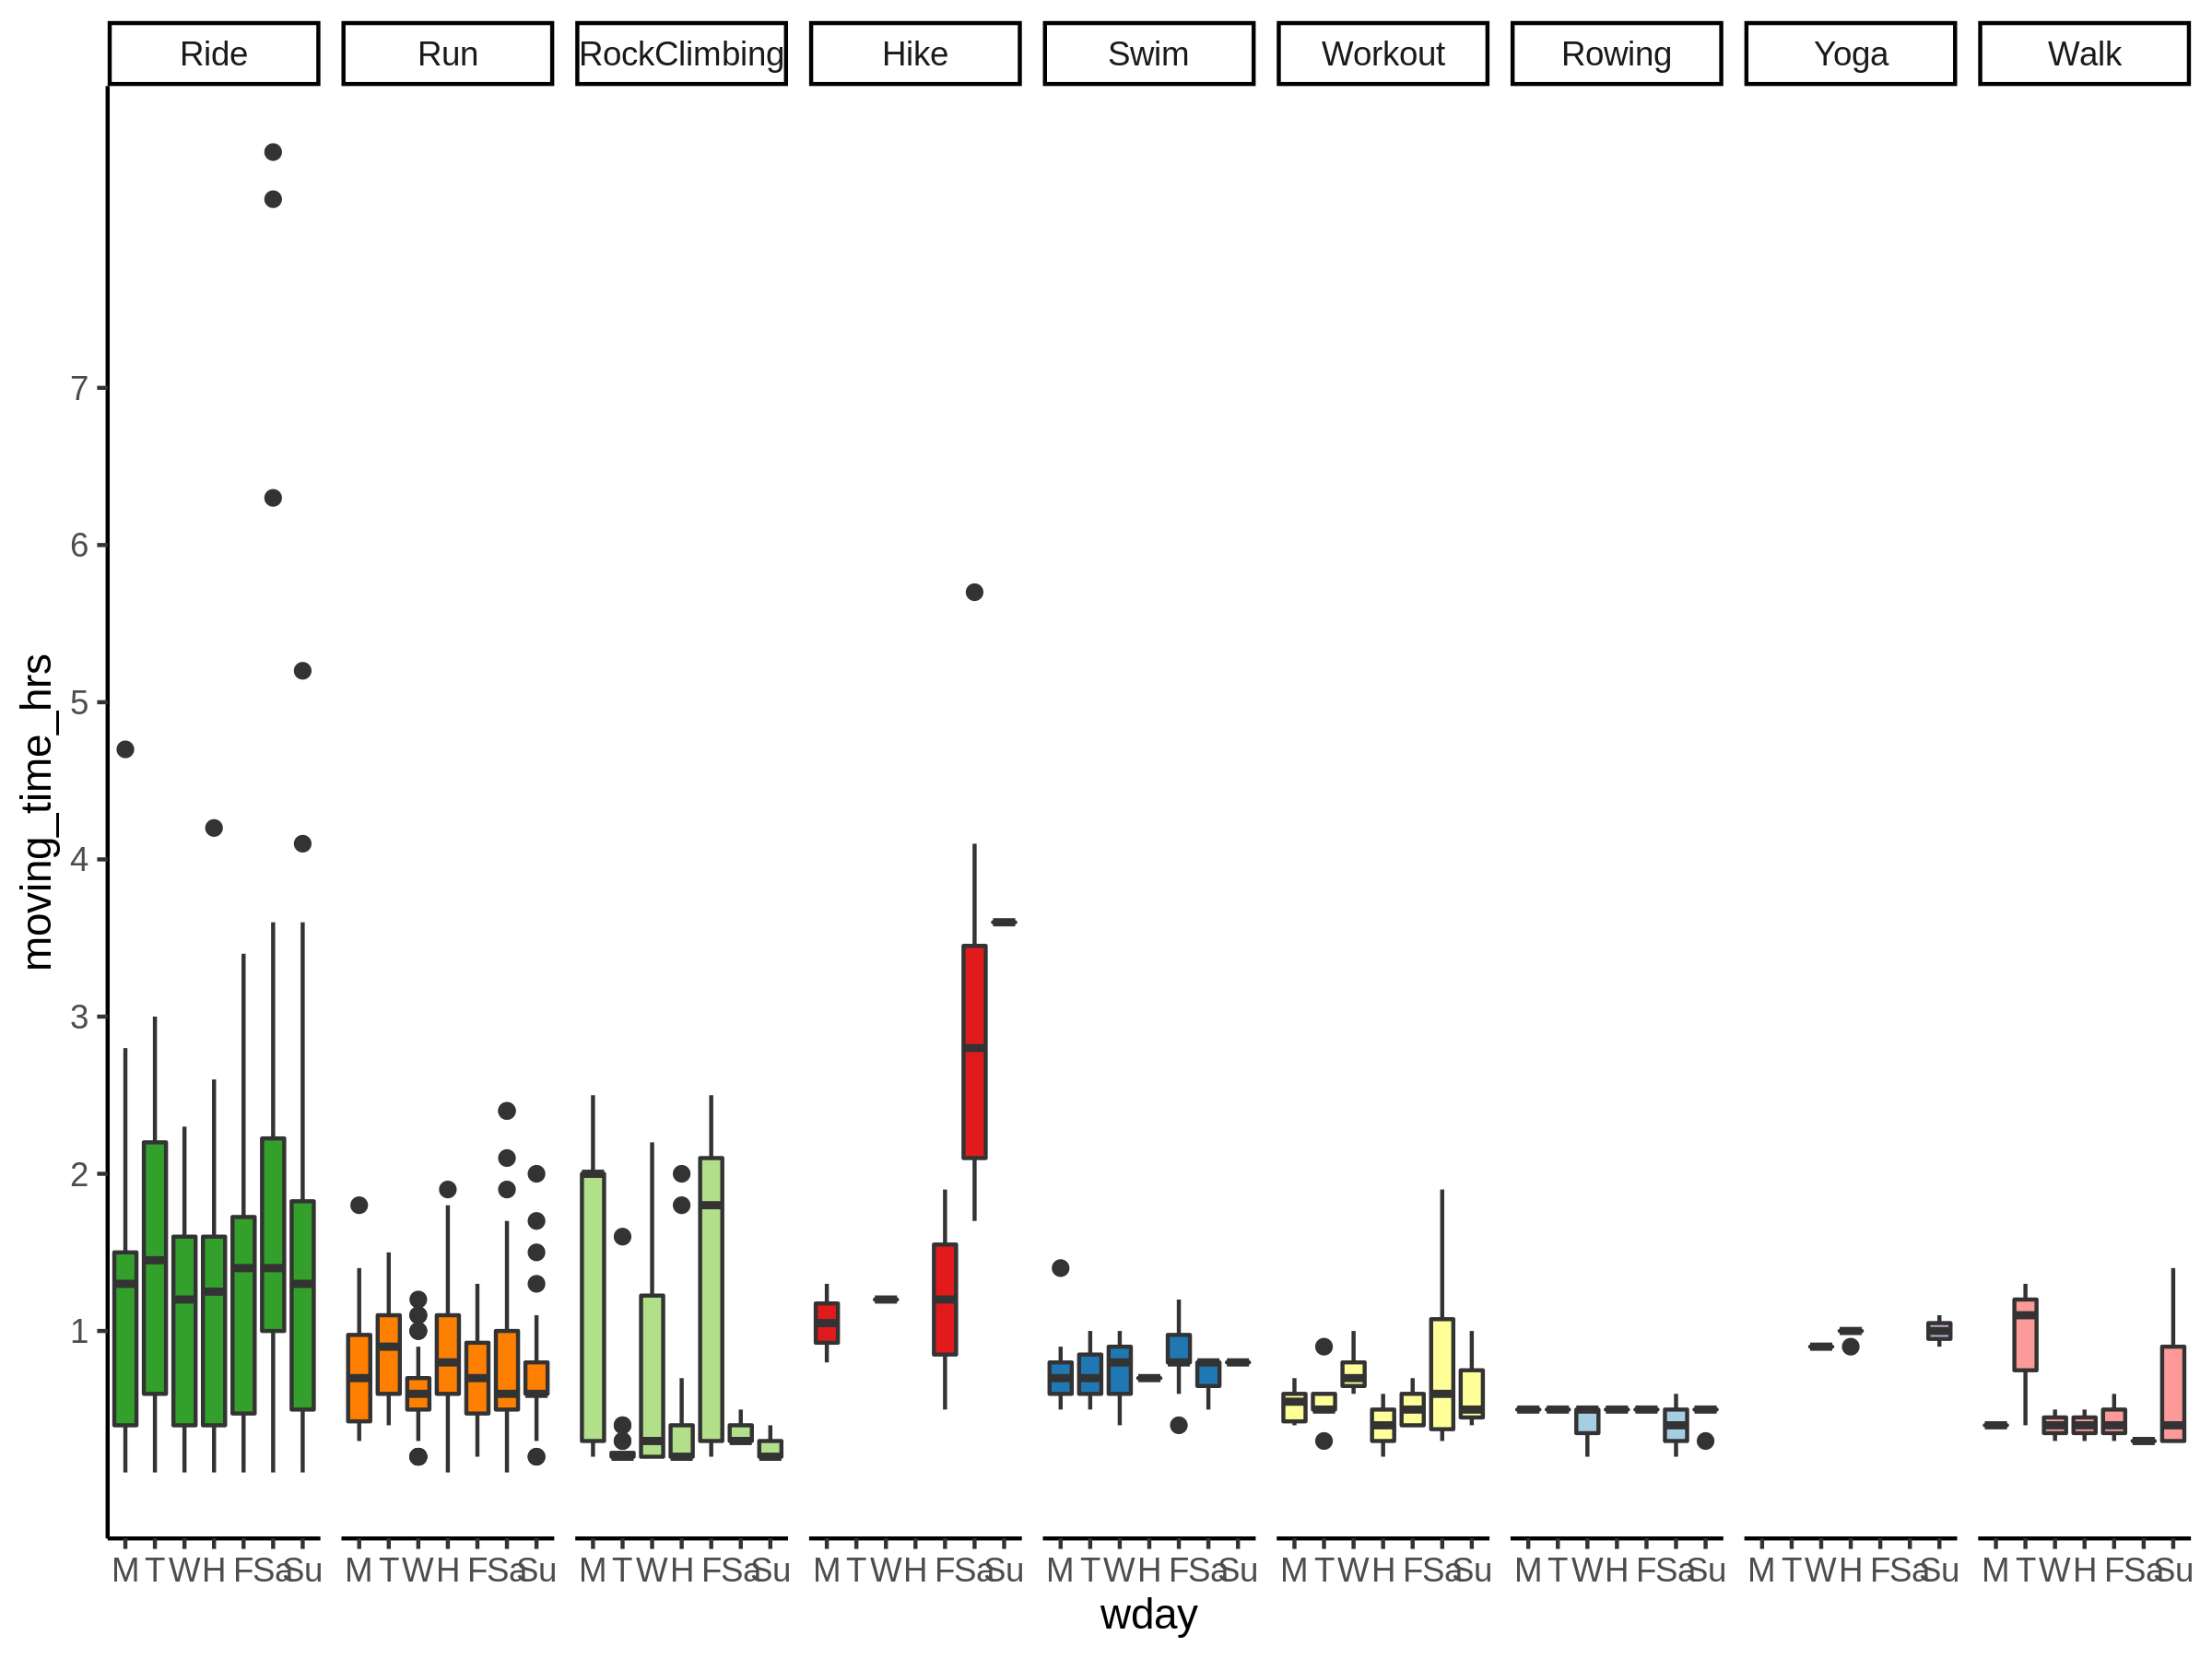 Ride Run RockClimbing Hike Swim Workout Rowing Yoga Walk
moving_time_hrs
7
6
5
4
3
2
1
M T W H F Sa Su M T W H F Sa Su M T W H F Sa Su M T W H F Sa Su M T W H F Sa Su M T W H F Sa Su M T W H F Sa Su M T W H F Sa Su M T W H F Sa Su
wday